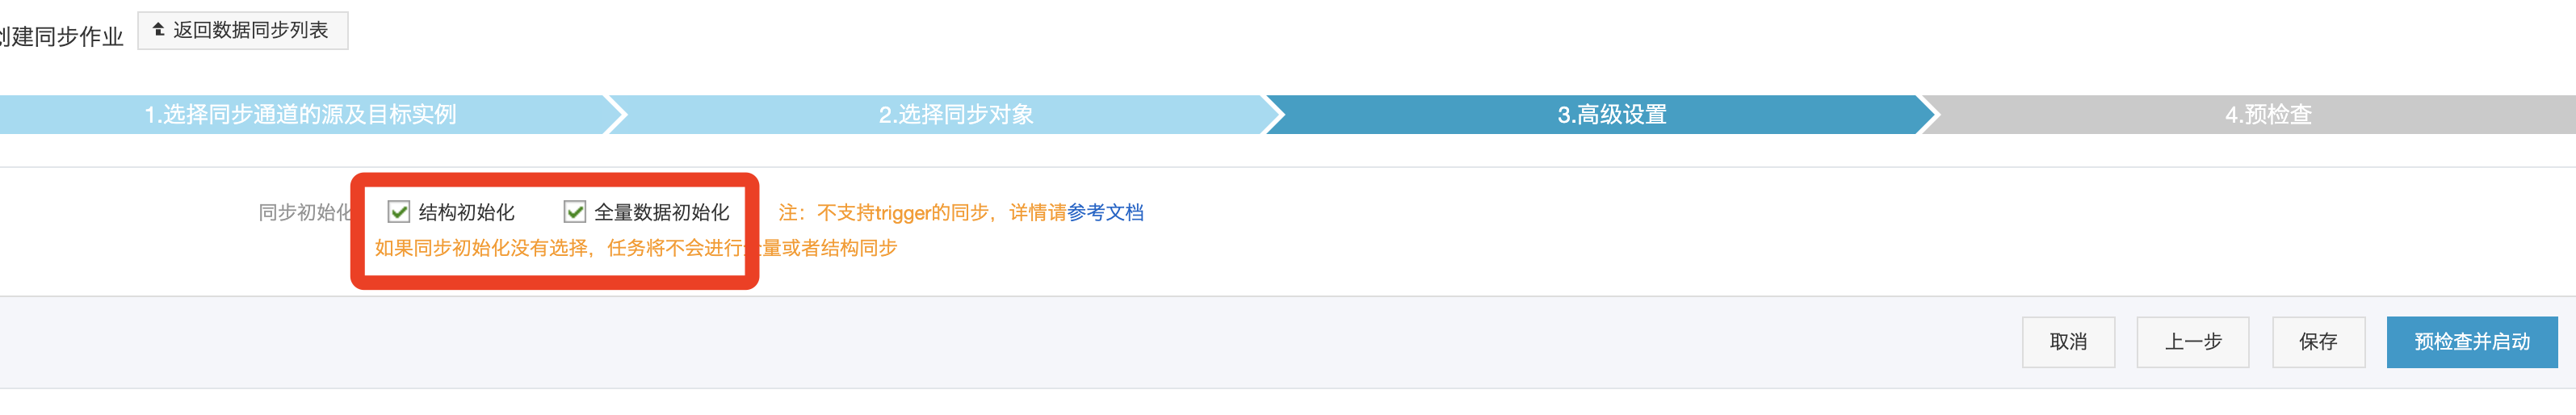 创建同步作业 返回数据同步列表
1.选择同步通道的源及目标实例 2.选择同步对象 3.高级设置 4.预检查
同步初始化 结构初始化 全量数据初始化 注：不支持trigger的同步，详情请参考文档
如果同步初始化没有选择，任务将不会进行全量或者结构同步
取消 上一步 保存 预检查并启动